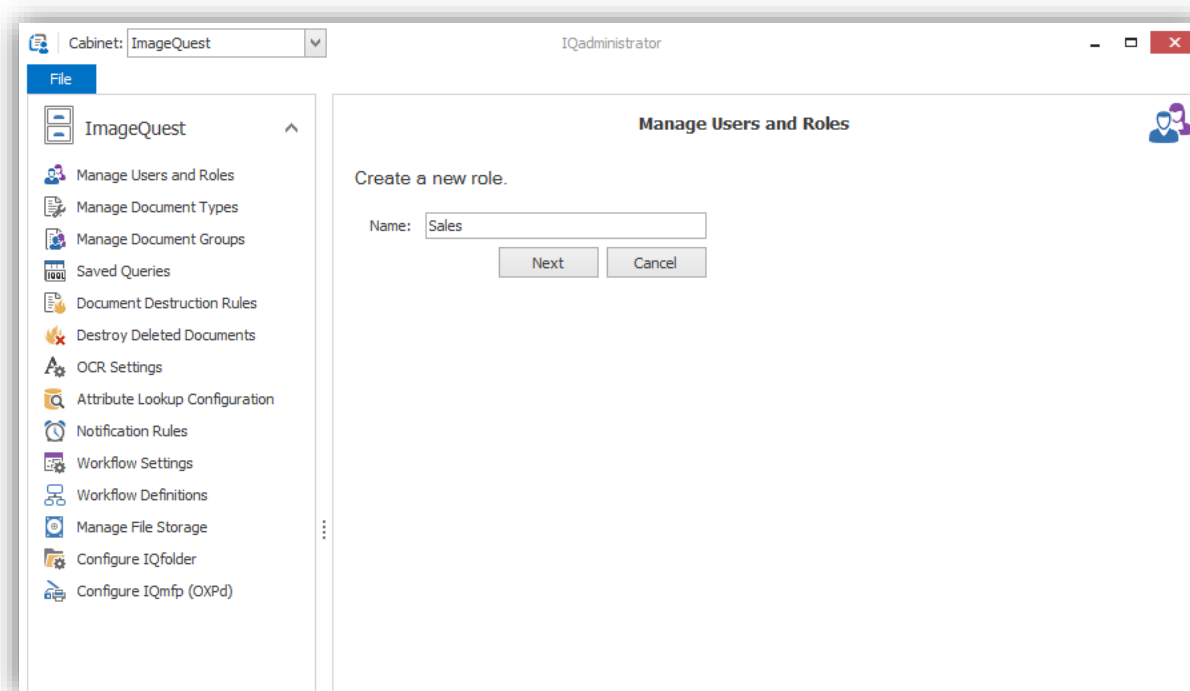 Cabinet: ImageQuest
IQadministrator
File
ImageQuest
Manage Users and Roles
Manage Document Types
Manage Document Groups
Saved Queries
Document Destruction Rules
Destroy Deleted Documents
OCR Settings
Attribute Lookup Configuration
Notification Rules
Workflow Settings
Workflow Definitions
Manage File Storage
Configure IQfolder
Configure IQmfp (OXPd)
Manage Users and Roles
Create a new role.
Name: Sales
Next Cancel